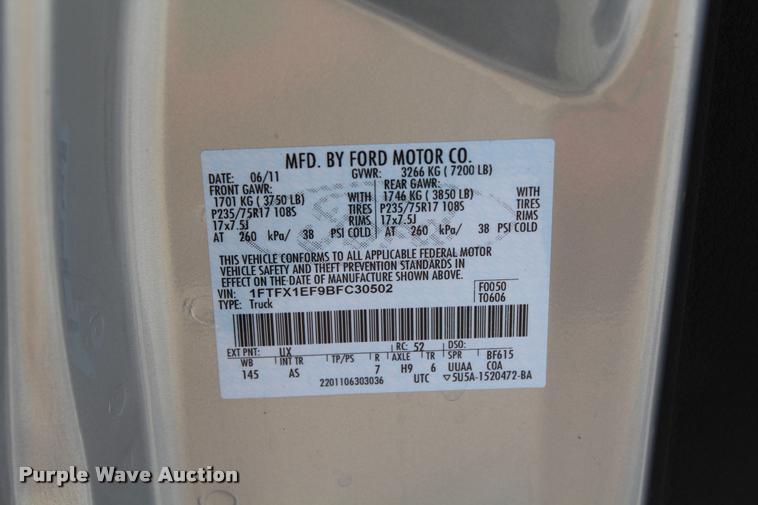 MFD. BY FORD MOTOR CO.
DATE: 06/11 GVWR: 3266 KG ( 7200 LB)
FRONT GAWR: REAR GAWR:
1701 KG ( 3750 LB) WITH 1746 KG ( 3850 LB) WITH
P235/75R17 108S TIRES P235/75R17 108S TIRES
17x7.5J RIMS 17x7.5J RIMS
AT 260 kPa/ 38 PSI COLD AT 260 kPa/ 38 PSI COLD
THIS VEHICLE CONFORMS TO ALL APPLICABLE FEDERAL MOTOR
VEHICLE SAFETY AND THEFT PREVENTION STANDARDS IN
EFFECT ON THE DATE OF MANUFACTURE SHOWN ABOVE.
VIN: 1FTFX1EF9BFC30502 F0050
TYPE: Truck T0606
EXT PNT: UX RC: 52 DSO:
WB INT TR TP/PS R AXLE TR SPR BF615
145 AS 7 H9 6 UUAA COA
2201106303036 UTC ▽5U5A-1520472-BA
Purple Wave Auction